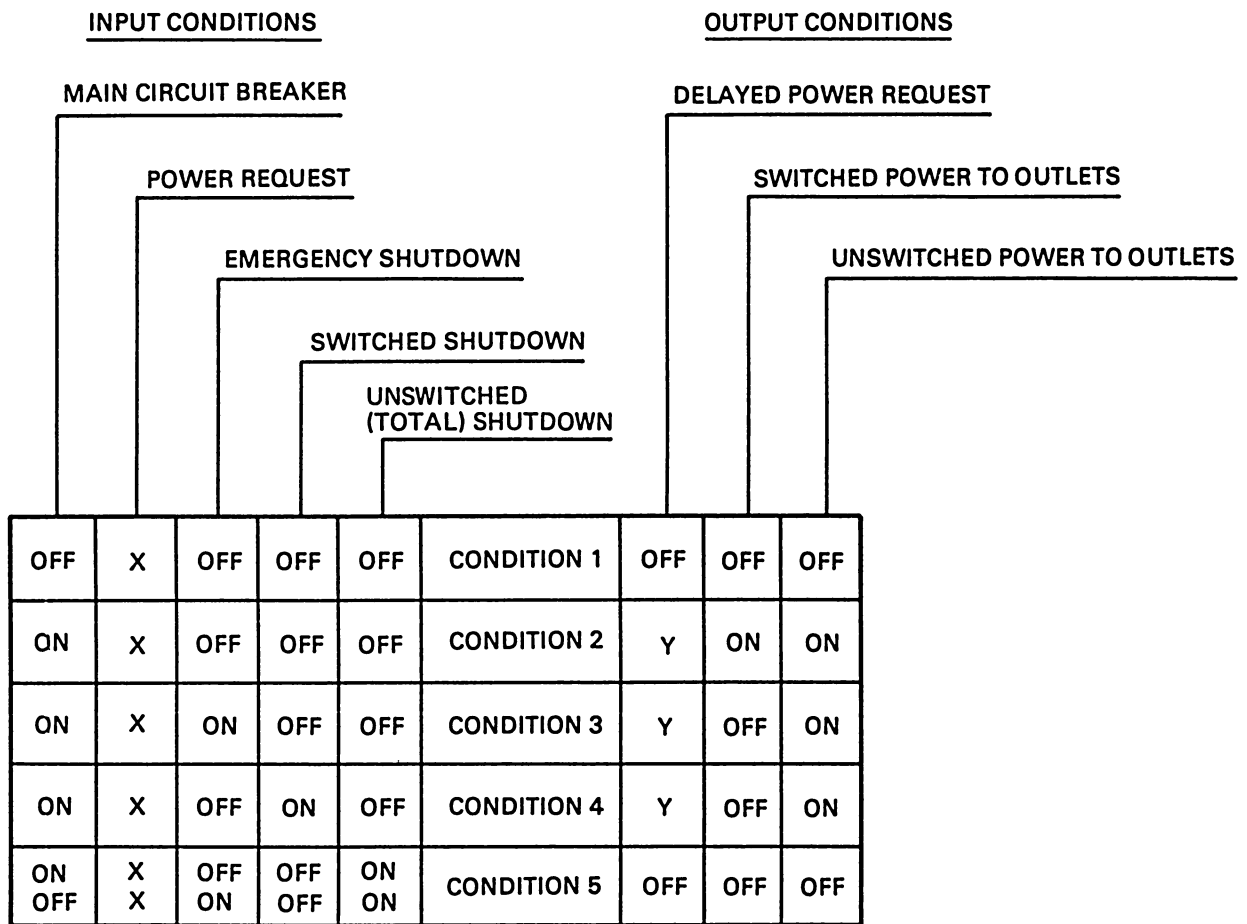 INPUT CONDITIONS
OUTPUT CONDITIONS
MAIN CIRCUIT BREAKER
DELAYED POWER REQUEST
POWER REQUEST
SWITCHED POWER TO OUTLETS
EMERGENCY SHUTDOWN
UNSWITCHED POWER TO OUTLETS
SWITCHED SHUTDOWN
UNSWITCHED
(TOTAL) SHUTDOWN
OFF X OFF OFF OFF CONDITION 1 OFF OFF OFF
ON X OFF OFF OFF CONDITION 2 Y ON ON
ON X ON OFF OFF CONDITION 3 Y OFF ON
ON X OFF ON OFF CONDITION 4 Y OFF ON
ON X OFF OFF ON CONDITION 5 OFF OFF OFF
OFF X ON OFF ON